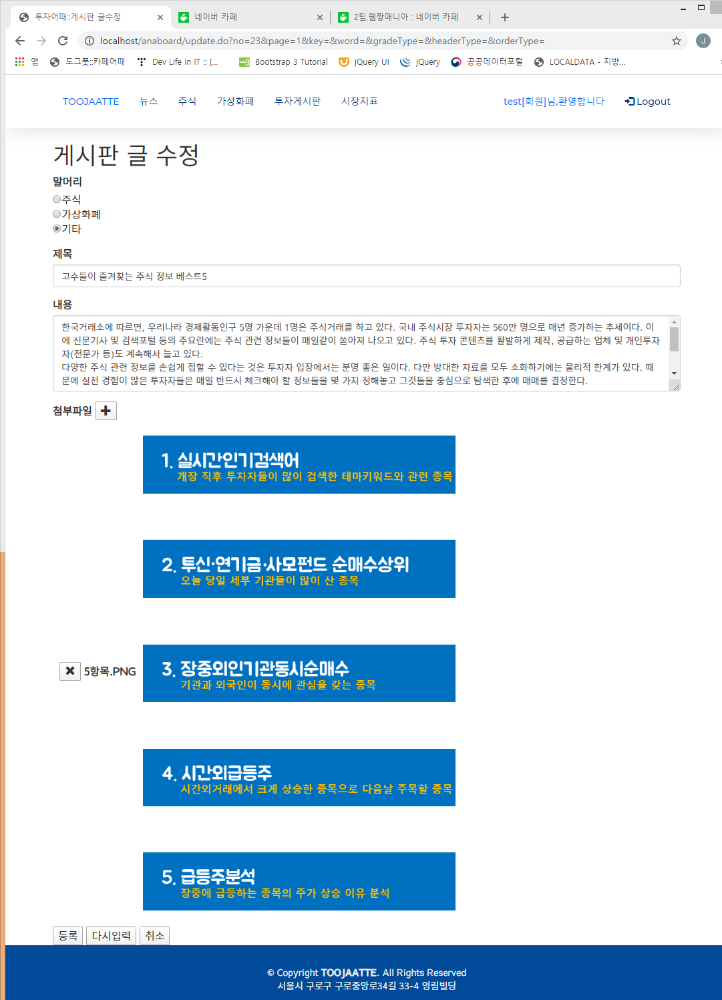 투자어때::게시판 글수정
네이버 카페
2팀,웹짱매니아 : 네이버 카페
localhost/anaboard/update.do?no=23&page=1&key=&word=&gradeType=&headerType=&orderType=
J
앱
도그풋::카페어때
Dev Life in IT :: [...
Bootstrap 3 Tutorial
jQuery UI
jQuery
공공데이터포털
LOCALDATA - 지방...
TOOJAATTE
뉴스
주식
가상화폐
투자게시판
시장지표
test[회원]님,환영합니다
Logout
게시판 글 수정
말머리
주식
가상화폐
기타
제목
고수들이 즐겨찾는 주식 정보 베스트5
내용
한국거래소에 따르면, 우리나라 경제활동인구 5명 가운데 1명은 주식거래를 하고 있다. 국내 주식시장 투자자는 560만 명으로 매년 증가하는 추세이다. 이
에 신문기사 및 검색포털 등의 주요란에는 주식 관련 정보들이 매일같이 쏟아져 나오고 있다. 주식 투자 콘텐츠를 활발하게 제작, 공급하는 업체 및 개인투자
자(전문가 등)도 계속해서 늘고 있다.
다양한 주식 관련 정보를 손쉽게 접할 수 있다는 것은 투자자 입장에서는 분명 좋은 일이다. 다만 방대한 자료를 모두 소화하기에는 물리적 한계가 있다. 때
문에 실전 경험이 많은 투자자들은 매일 반드시 체크해야 할 정보들을 몇 가지 정해놓고 그것들을 중심으로 탐색한 후에 매매를 결정한다.
첨부파일
1. 실시간인기검색어
개장 직후 투자자들이 많이 검색한 테마키워드와 관련 종목
2. 투신·연기금·사모펀드 순매수상위
오늘 당일 세부 기관들이 많이 산 종목
5항목.PNG
3. 장중외인기관동시순매수
기관과 외국인이 동시에 관심을 갖는 종목
4. 시간외급등주
시간외거래에서 크게 상승한 종목으로 다음날 주목할 종목
5. 급등주분석
장중에 급등하는 종목의 주가 상승 이유 분석
등록
다시입력
취소
© Copyright TOOJAATTE. All Rights Reserved
서울시 구로구 구로중앙로34길 33-4 영림빌딩